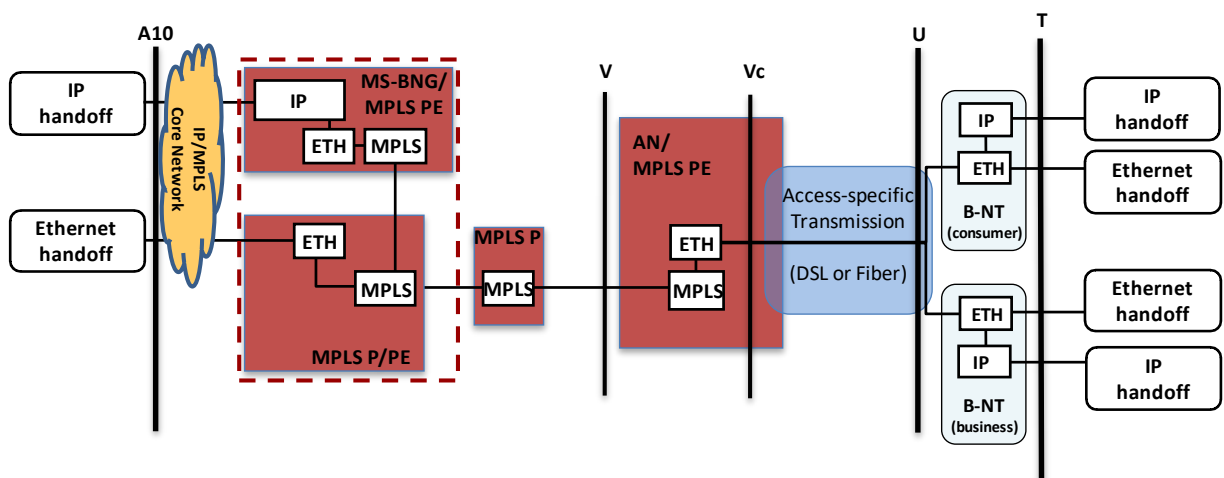 A10
V
Vc
U
T
IP
handoff
Ethernet
handoff
IP/MPLS
Core Network
MS-BNG/
MPLS PE
IP
ETH
MPLS
ETH
MPLS
MPLS P/PE
MPLS P
MPLS
AN/
MPLS PE
ETH
MPLS
Access-specific
Transmission
(DSL or Fiber)
IP
ETH
B-NT
(consumer)
ETH
IP
B-NT
(business)
IP
handoff
Ethernet
handoff
Ethernet
handoff
IP
handoff